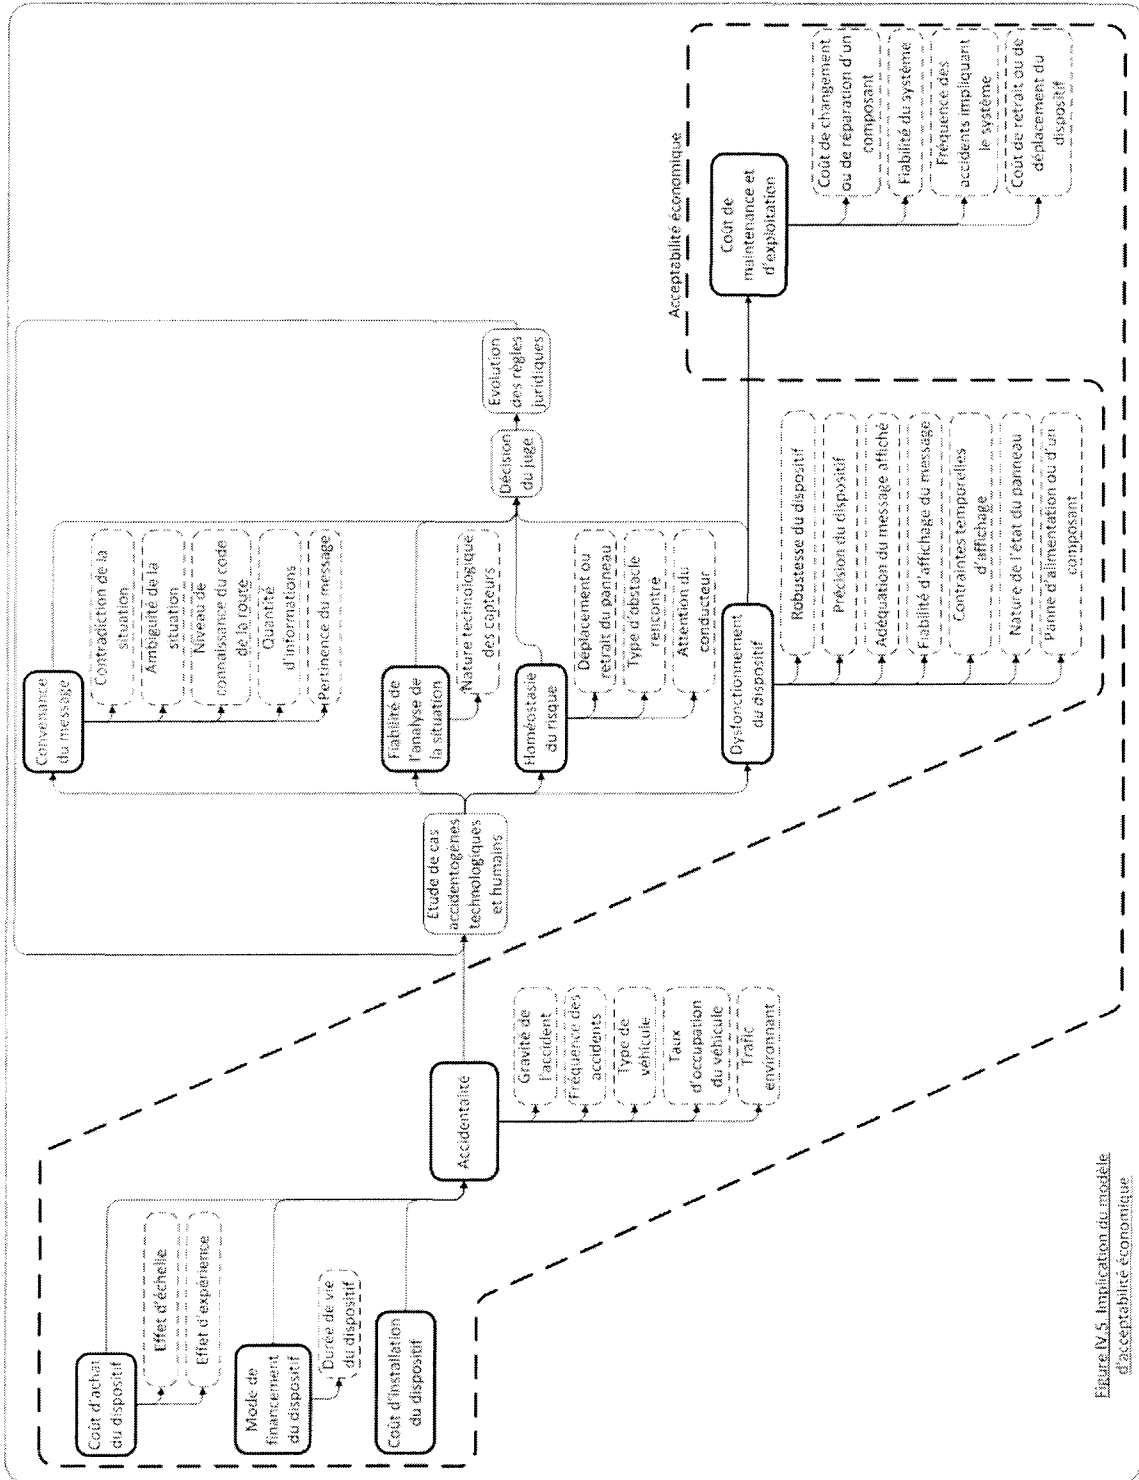 Coût d'achat
du dispositif
Effet d'échelle
Effet d'expérience
Mode de
financement
du dispositif
Durée de vie
du dispositif
Coût d'installation
du dispositif
Accidentalité
Gravité de
l'accident
Fréquence des
accidents
Type de
véhicule
Taux
d'occupation
du véhicule
Trafic
environnant
Etude de cas
accidentogènes
technologiques
et humains
Convenance
du message
Contradiction de la
situation
Ambiguité de la
situation
Niveau de
connaisance du code
de la route
Quantité
d'informations
Pertinence du message
Fiabilité de
l'analyse de
la situation
Nature technologique
des capteurs
Homéostasie
du risque
Déplacement ou
retrait du panneau
Type d'obstacle
rencontré
Attention du
conducteur
Dysfonctionnement
du dispositif
Robustesse du dispositif
Précision du dispositif
Adéquation du message affiché
Fiabilité d'affichage du message
Contraintes temporelles
d'affichage
Nature de l'état du panneau
Panne d'alimentation ou d'un
composant
Décision
du juge
Evolution
des règles
juridiques
Acceptabilité économique
Coût de
maintenance et
d'exploitation
Coût de changement
ou de réparation d'un
composant
Fiabilité du système
Fréquence des
accidents impliquant
le système
Coût de retrait ou de
déplacement du
dispositif
Figure IV.5. Implication du modèle
d'acceptabilité économique